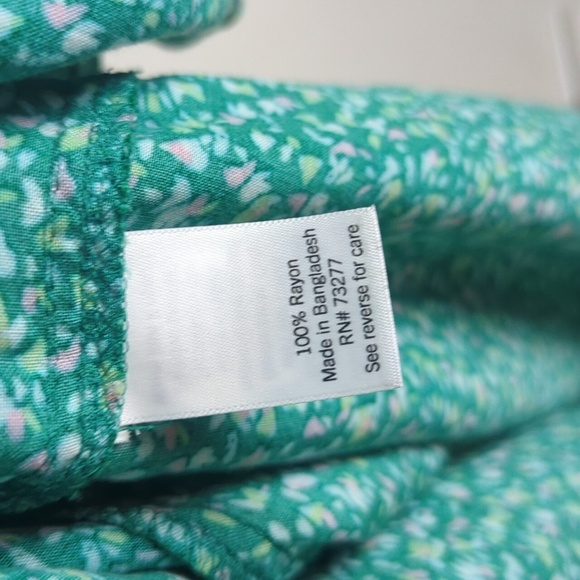 100% Rayon
Made in Bangladesh
RN# 73277
See reverse for care